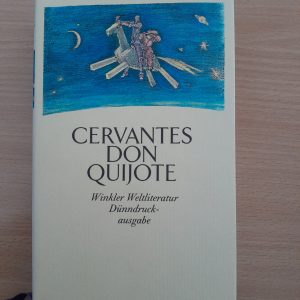 CERVANTES
DON
QUIJOTE
Winkler Weltliteratur
Dünndruck-
ausgabe